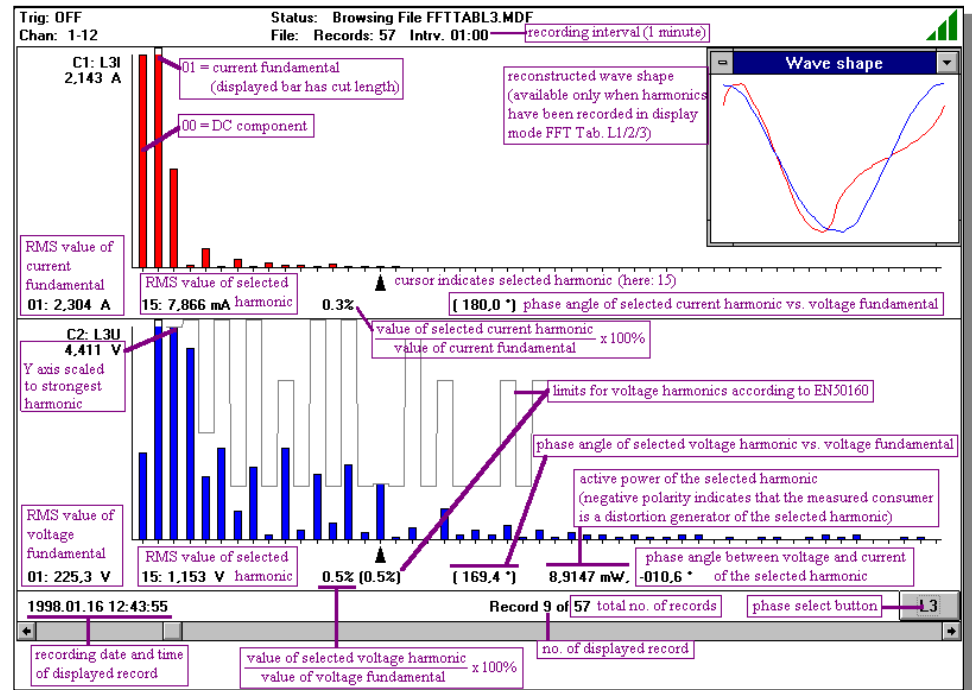 Trig: OFF
Status: Browsing File FFTTABL3.MDF
Chan: 1-12
File: Records: 57 Intrv. 01:00
recording interval (1 minute)
C1: L3I
2,143 A
01 = current fundamental
(displayed bar has cut length)
00 = DC component
reconstructed wave shape
(available only when harmonics
have been recorded in display
mode FFT Tab. L1/2/3)
Wave shape
RMS value of
current
fundamental
01: 2,304 A
RMS value of selected
harmonic
15: 7,866 mA
0.3%
cursor indicates selected harmonic (here: 15)
( 180,0 °) phase angle of selected current harmonic vs. voltage fundamental
C2: L3U
4,411 V
value of selected current harmonic
value of current fundamental
x 100%
Y axis scaled
to strongest
harmonic
limits for voltage harmonics according to EN50160
phase angle of selected voltage harmonic vs. voltage fundamental
active power of the selected harmonic
(negative polarity indicates that the measured consumer
is a distortion generator of the selected harmonic)
RMS value of
voltage
fundamental
01: 225,3 V
RMS value of selected
harmonic
15: 1,153 V
0.5% (0.5%)
( 169,4 °)
8,9147 mW, -010,6 °
phase angle between voltage and current
of the selected harmonic
1998.01.16 12:43:55
Record 9 of 57
total no. of records
phase select button
L3
recording date and time
of displayed record
value of selected voltage harmonic
value of voltage fundamental
x 100%
no. of displayed record